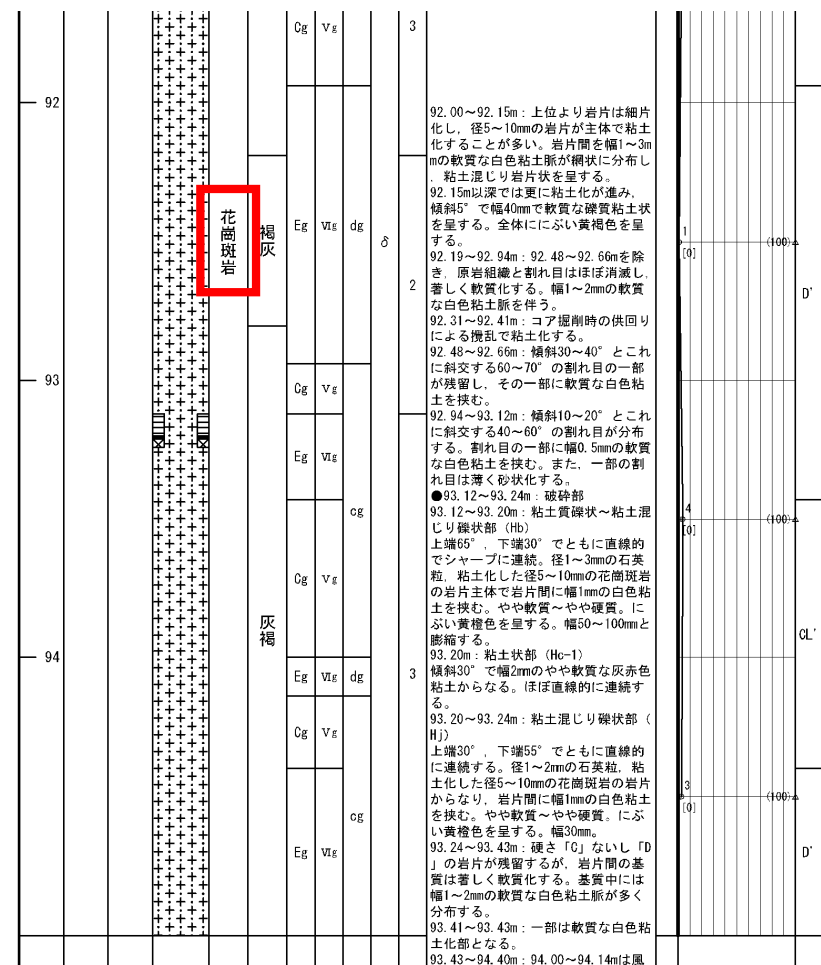 92
93
94
花崗斑岩
褐灰
灰褐
Cg
Ⅴg
Eg
Ⅵg
dg
Cg
Ⅴg
Eg
Ⅵg
cg
Cg
Ⅴg
Eg
Ⅵg
dg
Cg
Ⅴg
Eg
Ⅵg
cg
δ
3
2
3
92.00～92.15m：上位より岩片は細片
化し，径5～10mmの岩片が主体で粘土
化することが多い。岩片間を幅1～3m
mの軟質な白色粘土脈が網状に分布し
，粘土混じり岩片状を呈する。
92.15m以深では更に粘土化が進み，
傾斜5°で幅40mmで軟質な礫質粘土状
を呈する。全体ににぶい黄褐色を呈
する。
92.19～92.94m：92.48～92.66mを除
き，原岩組織と割れ目はほぼ消滅し，
著しく軟質化する。幅1～2mmの軟質
な白色粘土脈を伴う。
92.31～92.41m：コア掘削時の供回り
による攪乱で粘土化する。
92.48～92.66m：傾斜30～40°とこれ
に斜交する60～70°の割れ目の一部
が残留し，その一部に軟質な白色粘
土を挟む。
92.94～93.12m：傾斜10～20°とこれ
に斜交する40～60°の割れ目が分布
する。割れ目の一部に幅0.5mmの軟質
な白色粘土を挟む。また，一部の割
れ目は薄く砂状化する。
●93.12～93.24m：破砕部
93.12～93.20m：粘土質礫状～粘土混
じり礫状部（Hb）
上端65°，下端30°でともに直線的
でシャープに連続。径1～3mmの石英
粒，粘土化した径5～10mmの花崗斑岩
の岩片主体で岩片間に幅1mmの白色粘
土を挟む。やや軟質～やや硬質。に
ぶい黄橙色を呈する。幅50～100mmと
膨縮する。
93.20m：粘土状部（Hc-1）
傾斜30°で幅2mmのやや軟質な灰赤色
粘土からなる。ほぼ直線的に連続す
る。
93.20～93.24m：粘土混じり礫状部（
Hj）
上端30°，下端55°でともに直線的
に連続する。径1～2mmの石英粒，粘
土化した径5～10mmの花崗斑岩の岩片
からなり，岩片間に幅1mmの白色粘土
を挟む。やや軟質～やや硬質。にぶ
い黄橙色を呈する。幅30mm。
93.24～93.43m：硬さ「C」ないし「D
」の岩片が残留するが，岩片間の基
質は著しく軟質化する。基質中には
幅1～2mmの軟質な白色粘土脈が多く
分布する。
93.41～93.43m：一部は軟質な白色粘
土化部となる。
93.43～94.40m：94.00～94.14mは風
1
[0]
(100)
4
[0]
(100)
3
[0]
(100)
D'
CL'
D'